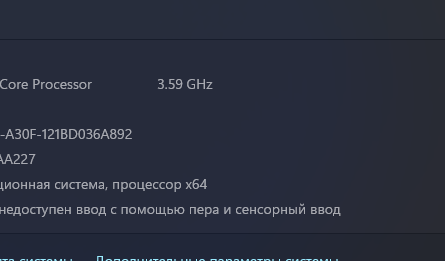 Core Processor 3.59 GHz
-A30F-121BD036A892
AA227
ционная система, процессор x64
недоступен ввод с помощью пера и сенсорный ввод
системы Дополнительные параметры системы